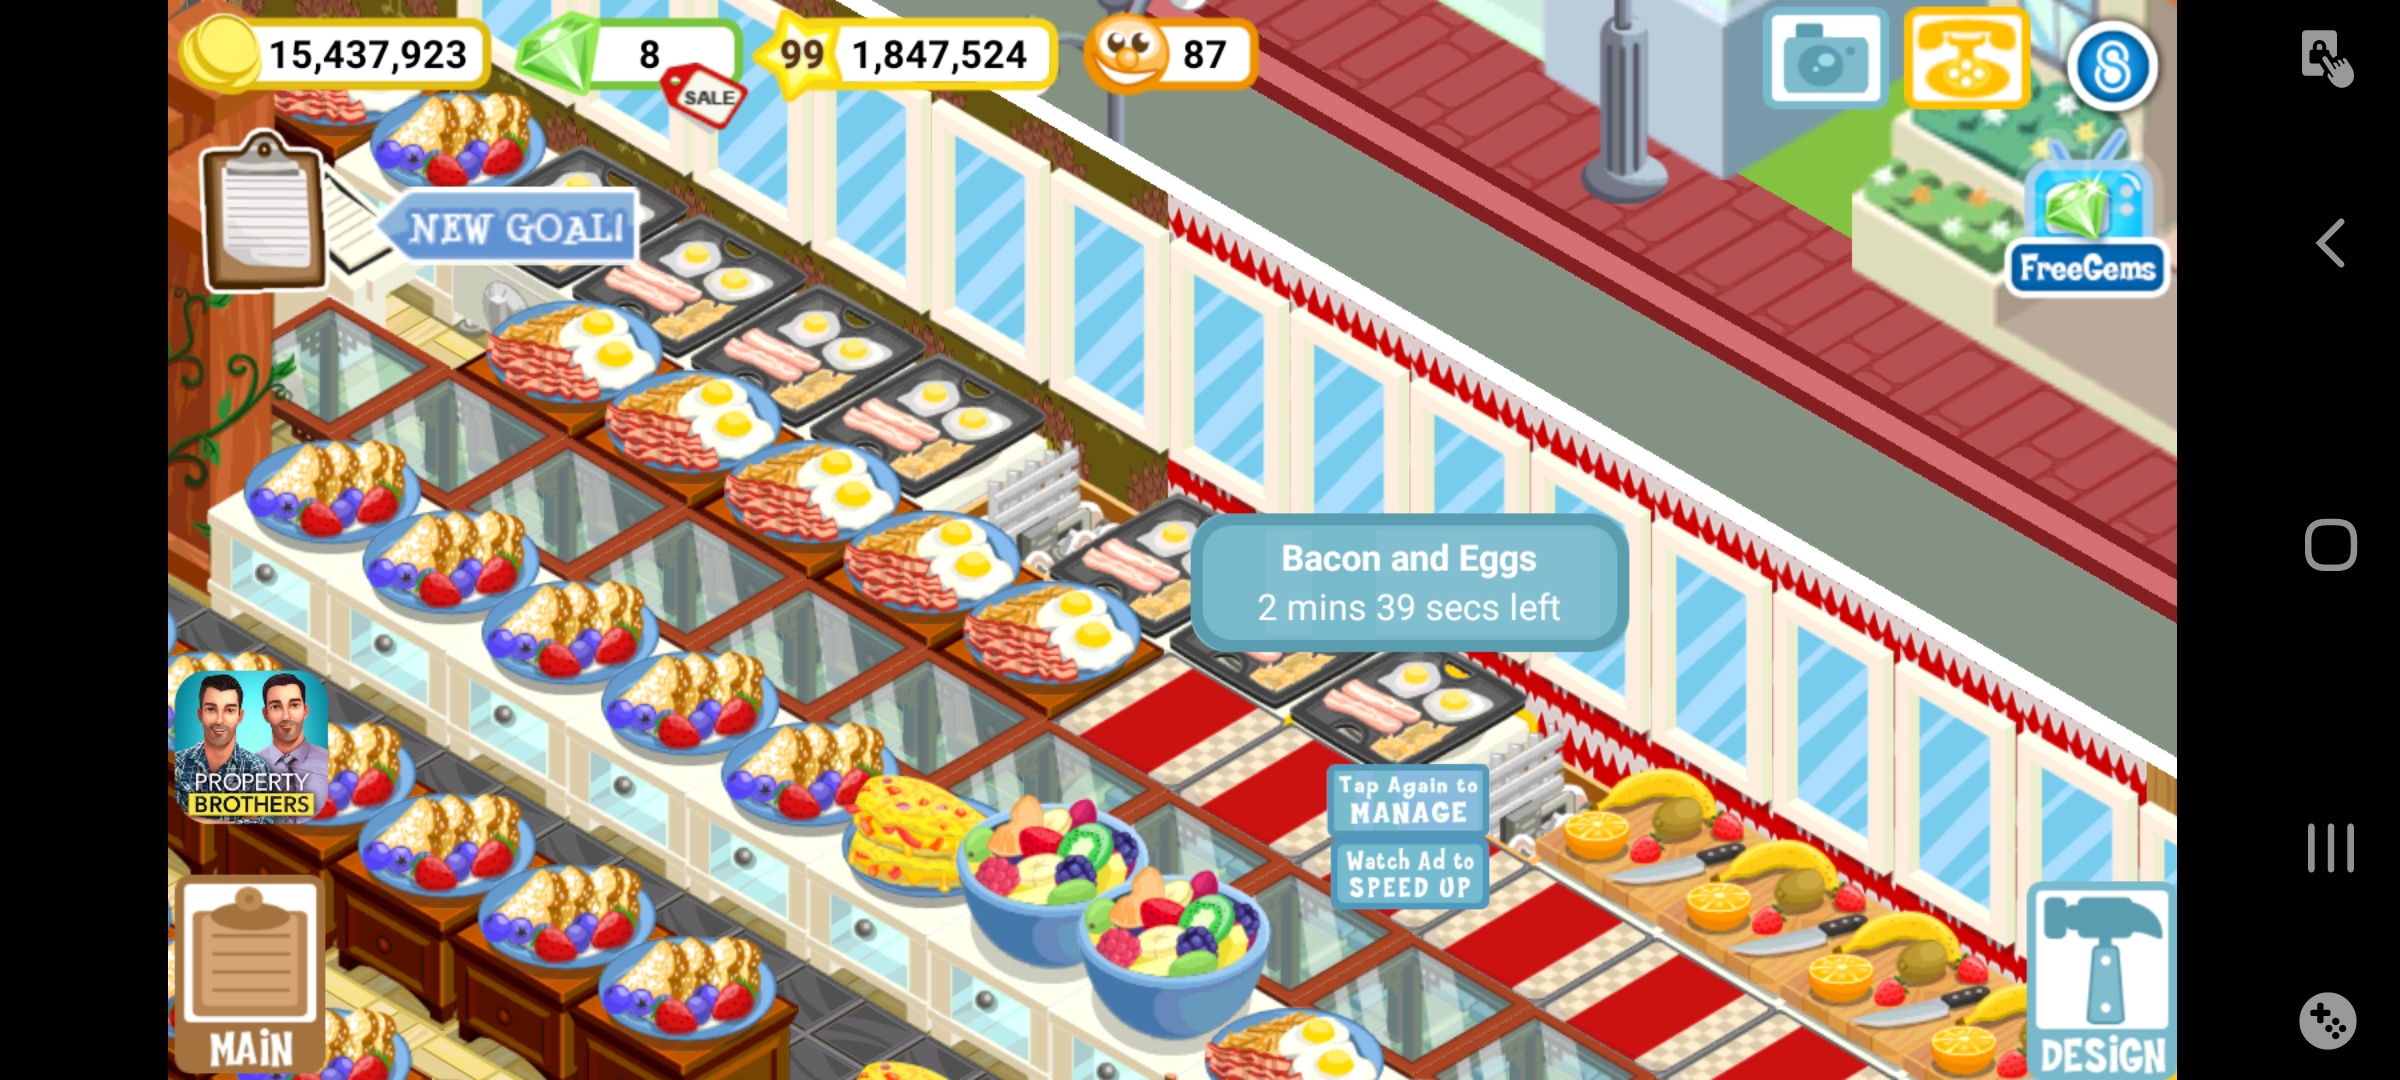 15,437,923
8
SALE
99
1,847,524
87
NEW GOAL!
FreeGems
Bacon and Eggs
2 mins 39 secs left
PROPERTY
BROTHERS
Tap Again to
MANAGE
Watch Ad to
SPEED UP
MAiN
DESiGN